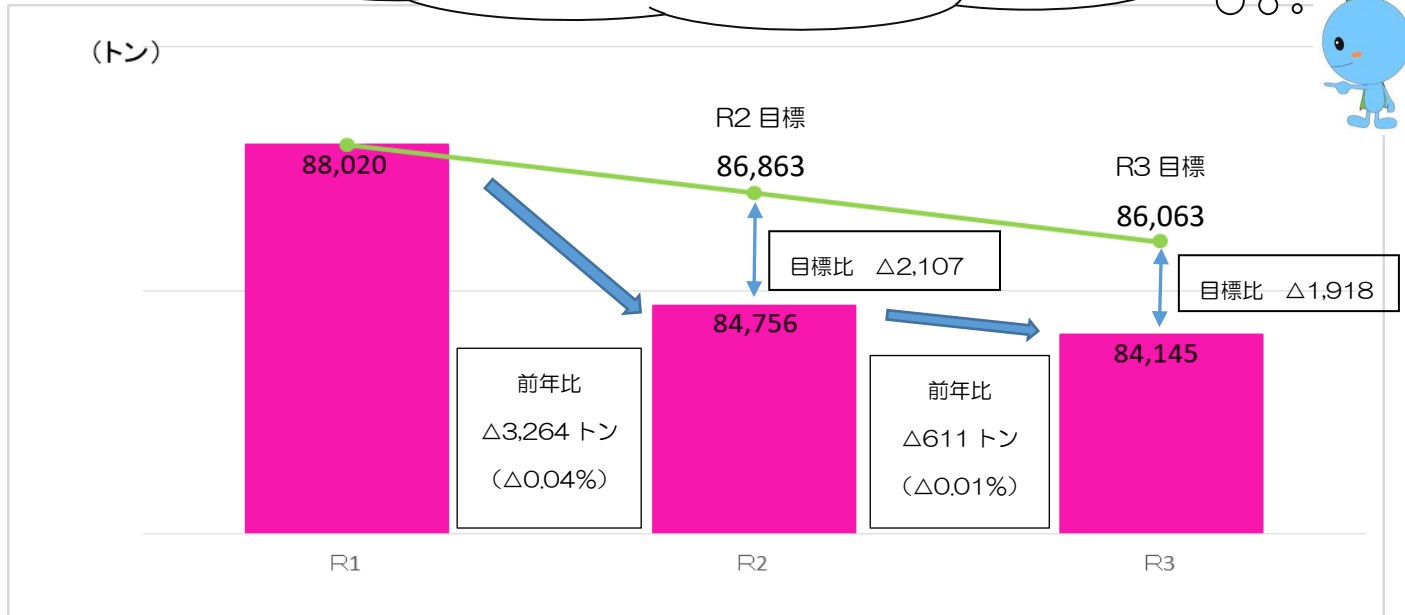 （トン）
R2 目標
86,863
R3 目標
86,063
88,020
目標比　△2,107
目標比　△1,918
84,756
84,145
前年比
△3,264 トン
（△0.04%）
前年比
△611 トン
（△0.01%）
R1
R2
R3